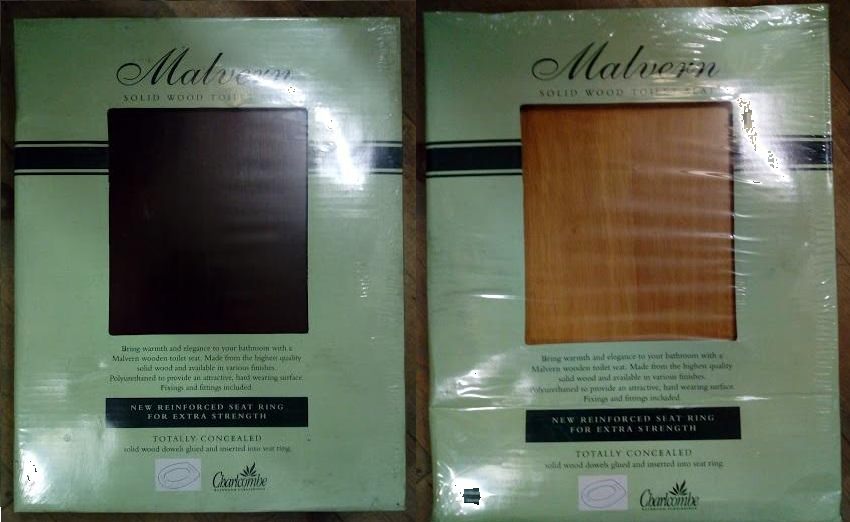 Malvern
SOLID WOOD TOILET
Bring warmth and elegance to your bathroom with a
Malvern wooden toilet seat. Made from the highest quality
solid wood and available in various finishes.
Polyurethaned to provide an attractive, hard wearing surface.
Fixings and fittings included.
NEW REINFORCED SEAT RING
FOR EXTRA STRENGTH
TOTALLY CONCEALED
solid wood dowels glued and inserted into seat ring.
Charlcombe
Malvern
SOLID WOOD TOILET SEAT
Bring warmth and elegance to your bathroom with a
Malvern wooden toilet seat. Made from the highest quality
solid wood and available in various finishes.
Polyurethaned to provide an attractive, hard wearing surface.
Fixings and fittings included.
NEW REINFORCED SEAT RING
FOR EXTRA STRENGTH
TOTALLY CONCEALED
solid wood dowels glued and inserted into seat ring.
Charlcombe